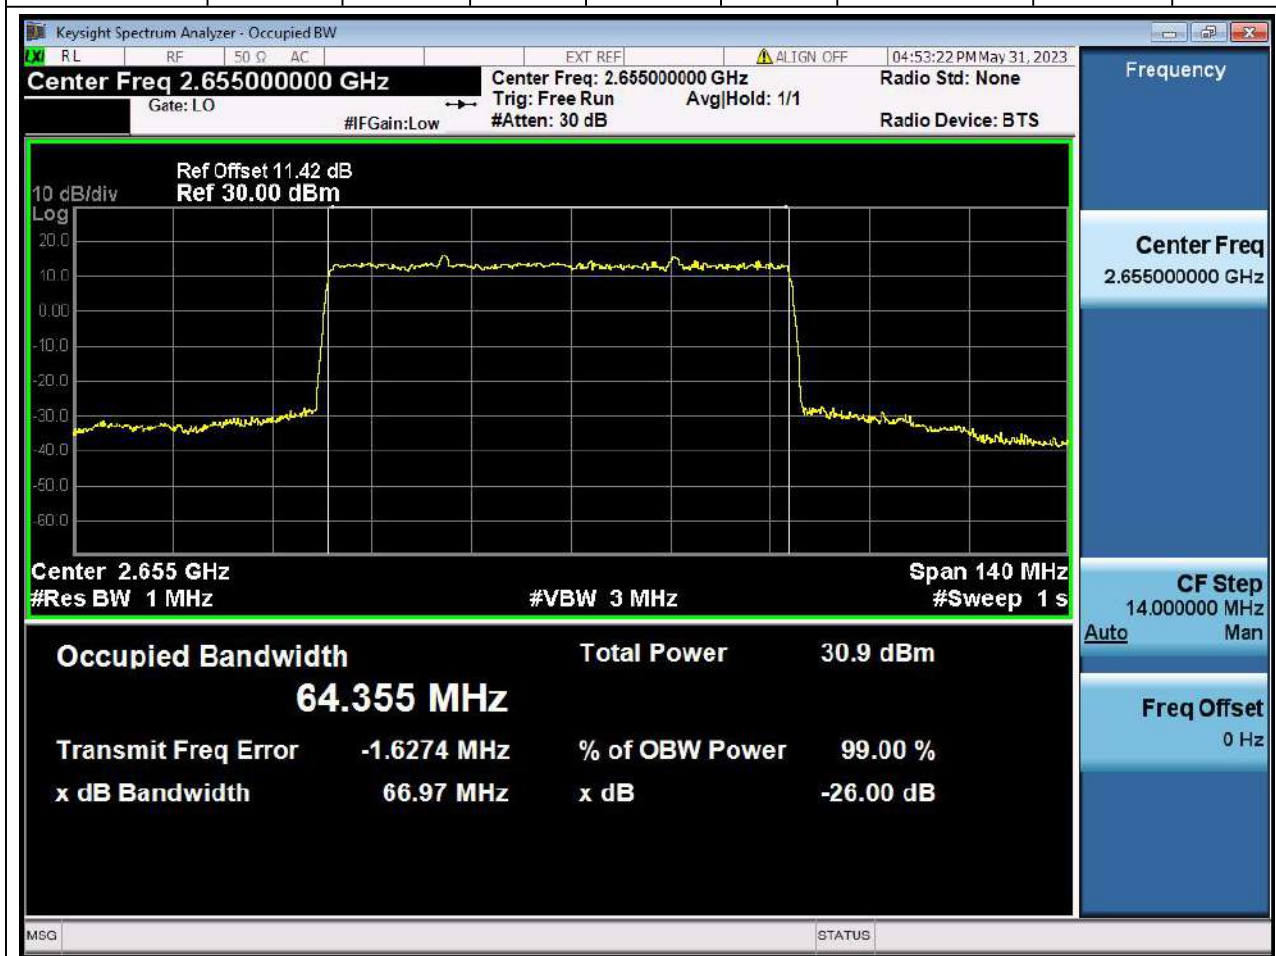 Keysight Spectrum Analyzer - Occupied BW
LXI RL RF 50 Ω AC EXT REF ALIGN OFF 04:53:22 PM May 31, 2023
Center Freq 2.655000000 GHz
Gate: LO
#IFGain:Low
Center Freq: 2.655000000 GHz
Trig: Free Run Avg|Hold: 1/1
#Atten: 30 dB
Radio Std: None
Radio Device: BTS
Ref Offset 11.42 dB
10 dB/div Ref 30.00 dBm
Log
20.0
10.0
0.00
-10.0
-20.0
-30.0
-40.0
-50.0
-60.0
Center 2.655 GHz Span 140 MHz
#Res BW 1 MHz #VBW 3 MHz #Sweep 1 s
Occupied Bandwidth Total Power 30.9 dBm
64.355 MHz
Transmit Freq Error -1.6274 MHz % of OBW Power 99.00 %
x dB Bandwidth 66.97 MHz x dB -26.00 dB
Frequency
Center Freq
2.655000000 GHz
CF Step
14.000000 MHz
Auto Man
Freq Offset
0 Hz
MSG STATUS